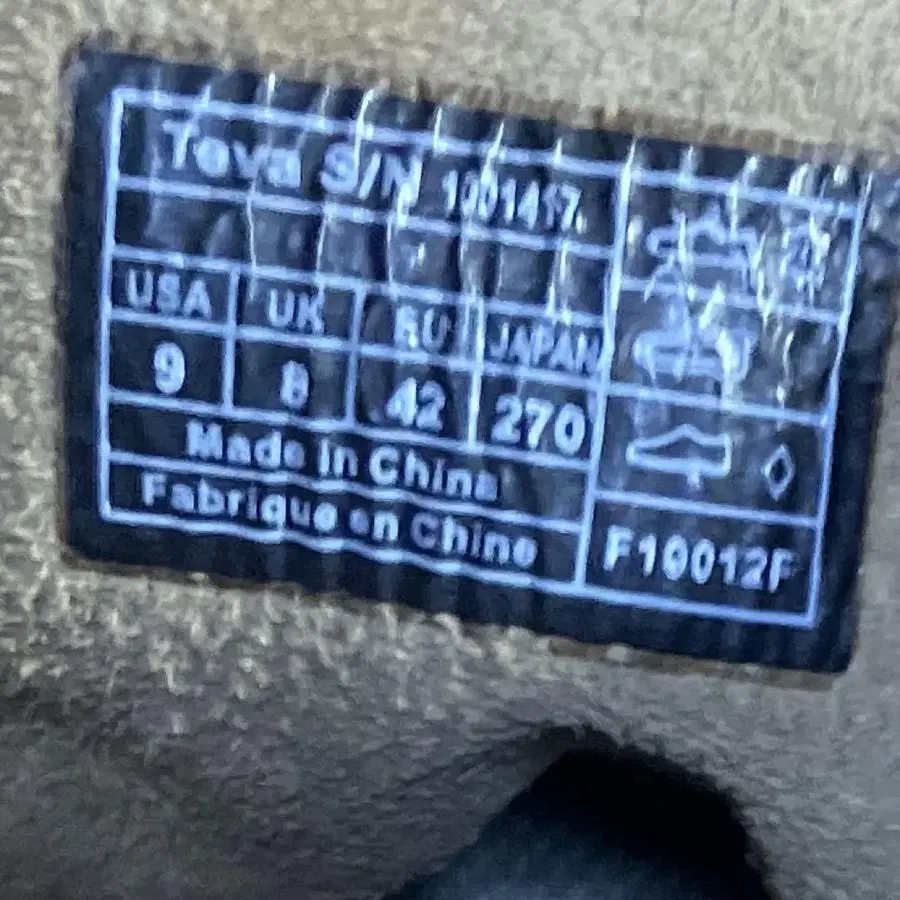 Teva S/N 1001417
USA UK EU JAPAN
9 8 42 270
Made in China
Fabrique en Chine
F10012F